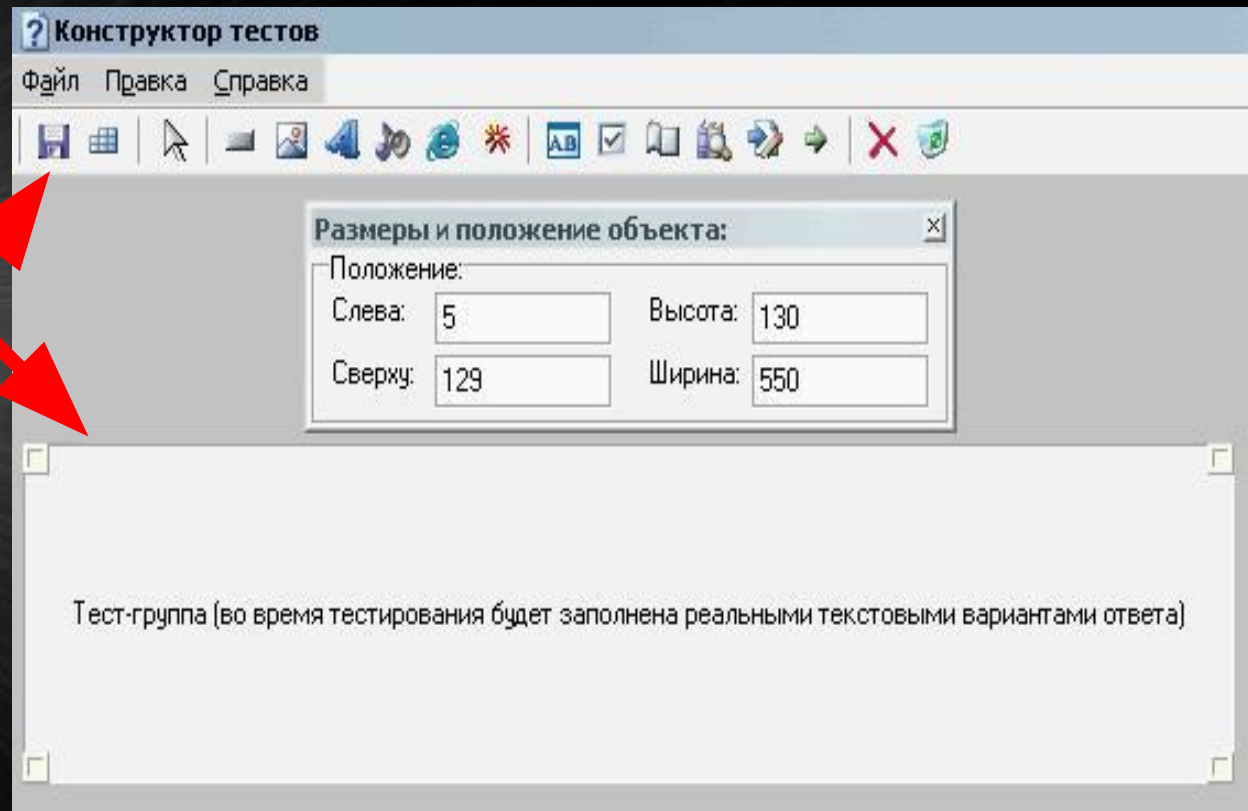 Конструктор тестов
Файл Правка Справка
AB
Размеры и положение объекта:
Положение:
Слева: 5 Высота: 130
Сверху: 129 Ширина: 550
Тест-группа (во время тестирования будет заполнена реальными текстовыми вариантами ответа)